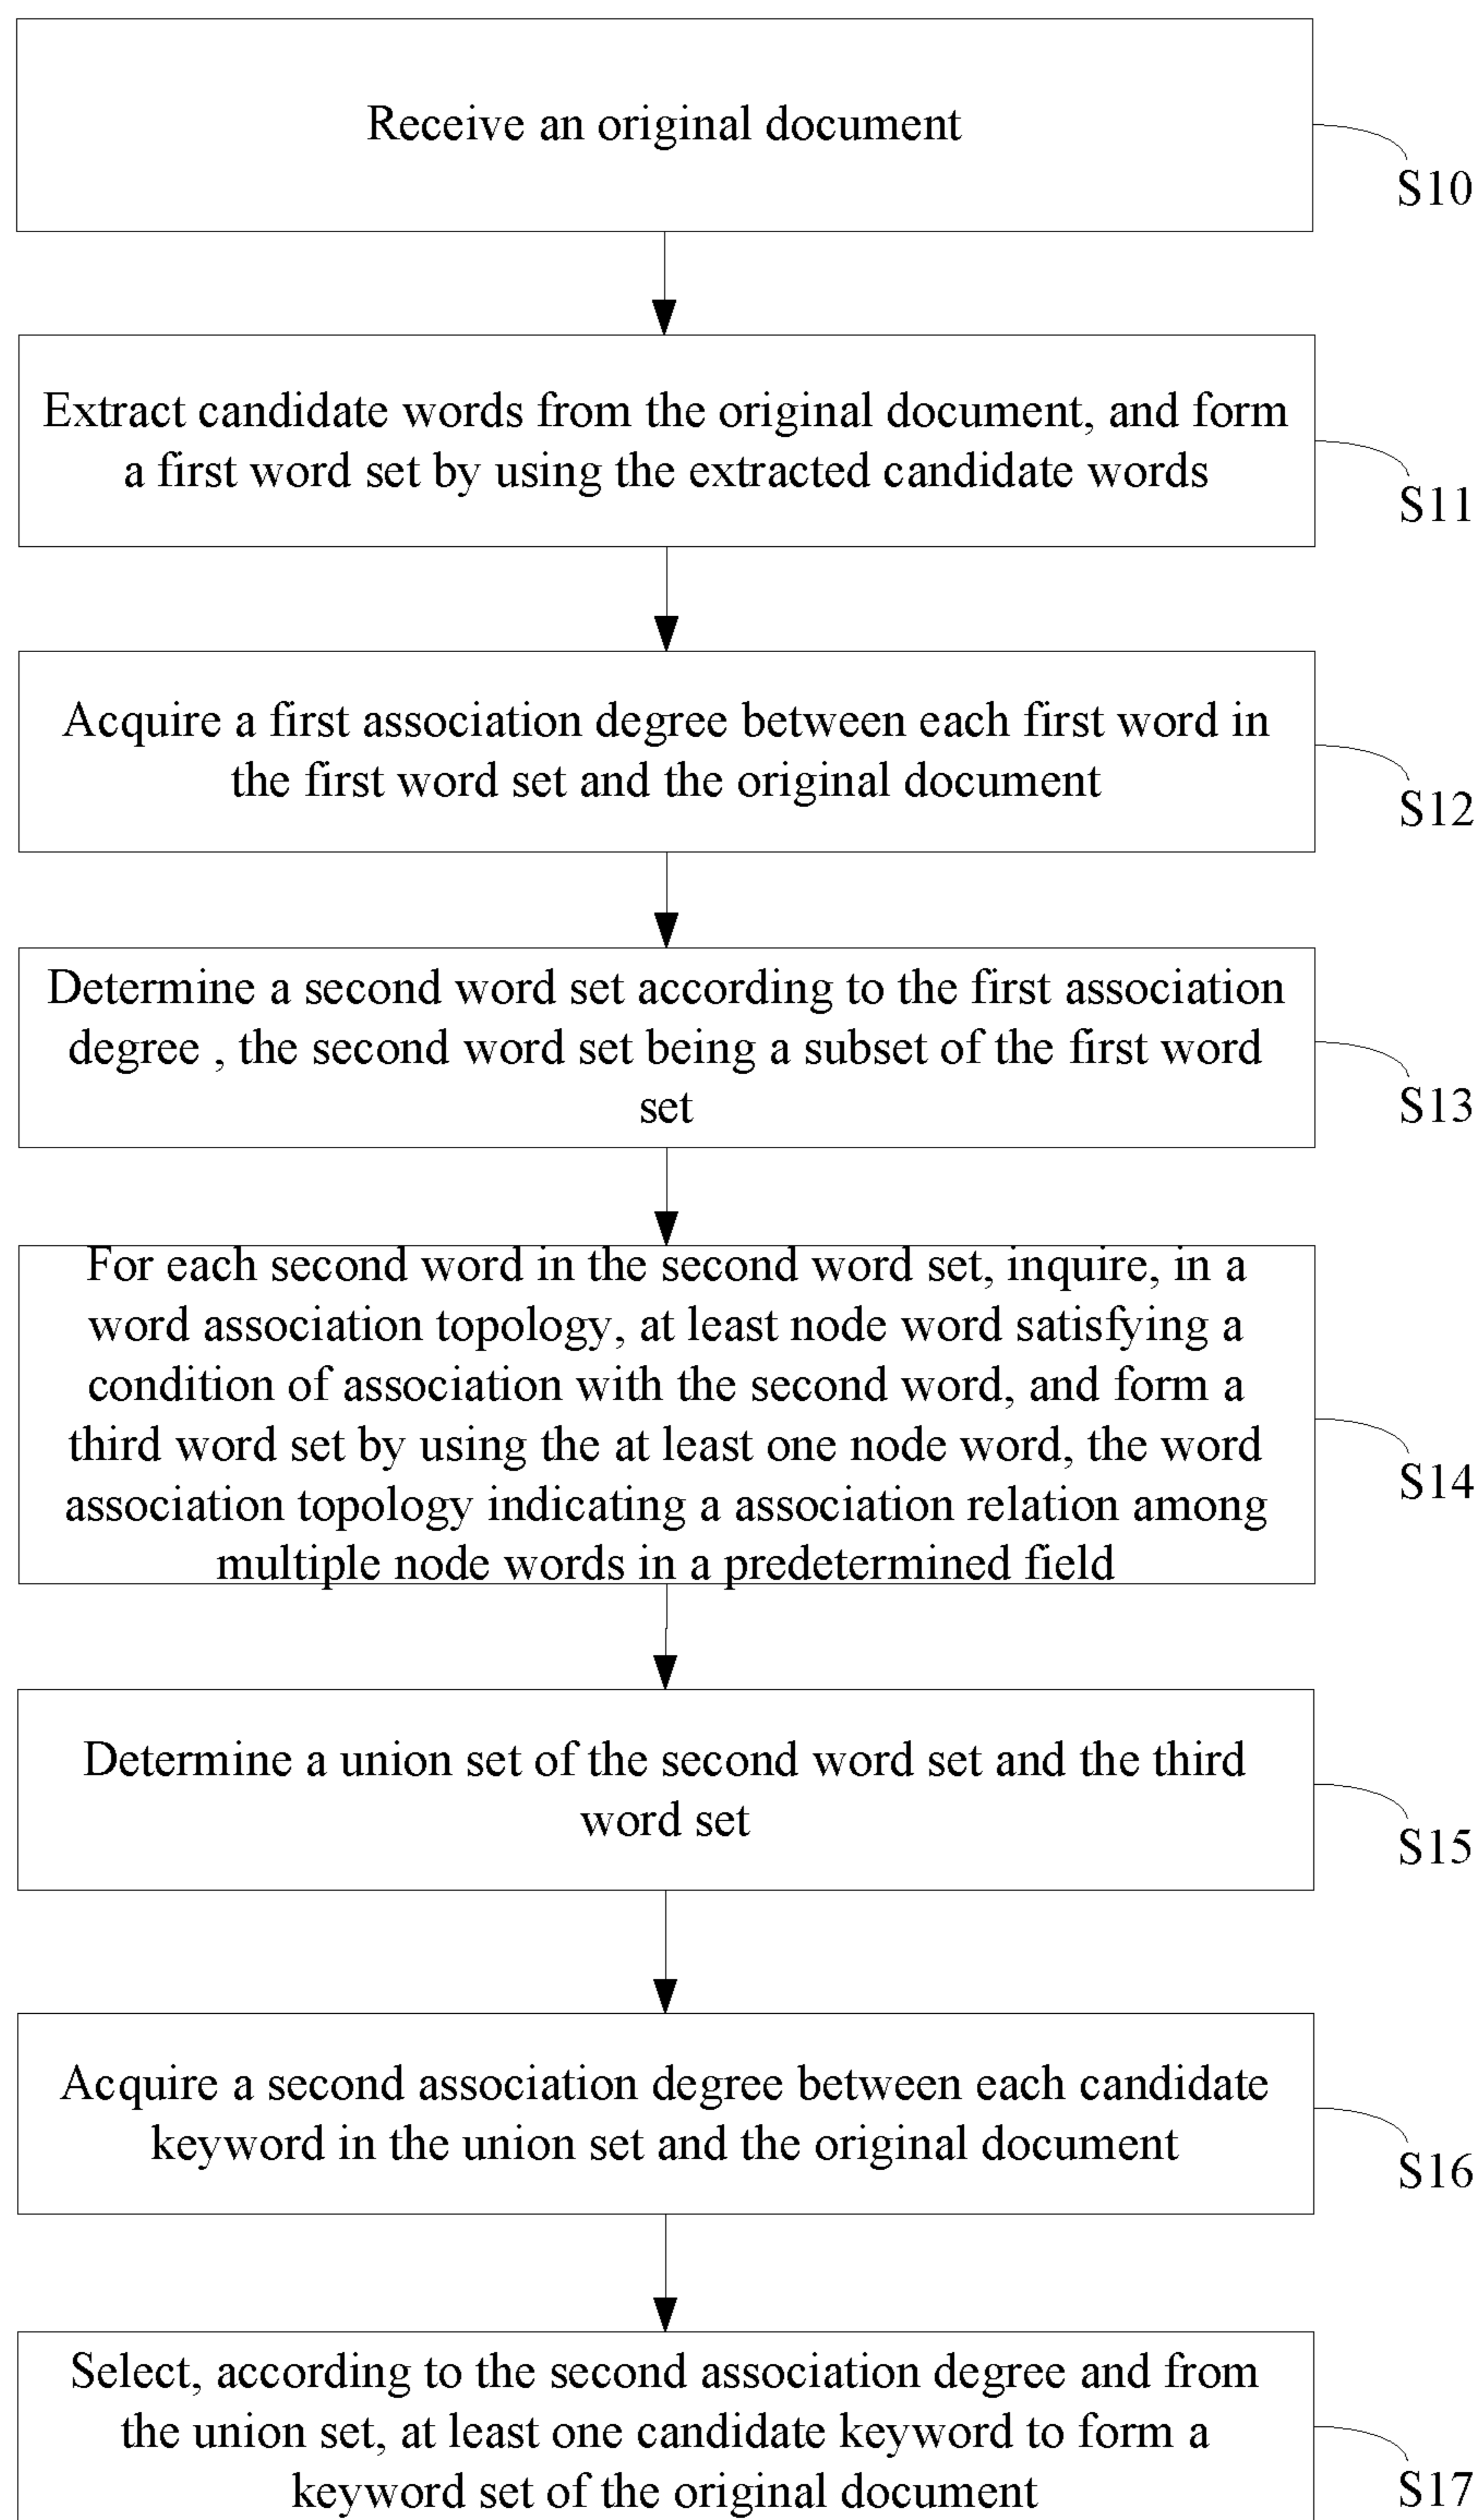 Receive an original document
S10
Extract candidate words from the original document, and form
a first word set by using the extracted candidate words
S11
Acquire a first association degree between each first word in
the first word set and the original document
S12
Determine a second word set according to the first association
degree , the second word set being a subset of the first word
set
S13
For each second word in the second word set, inquire, in a
word association topology, at least node word satisfying a
condition of association with the second word, and form a
third word set by using the at least one node word, the word
association topology indicating a association relation among
multiple node words in a predetermined field
S14
Determine a union set of the second word set and the third
word set
S15
Acquire a second association degree between each candidate
keyword in the union set and the original document
S16
Select, according to the second association degree and from
the union set, at least one candidate keyword to form a
keyword set of the original document
S17